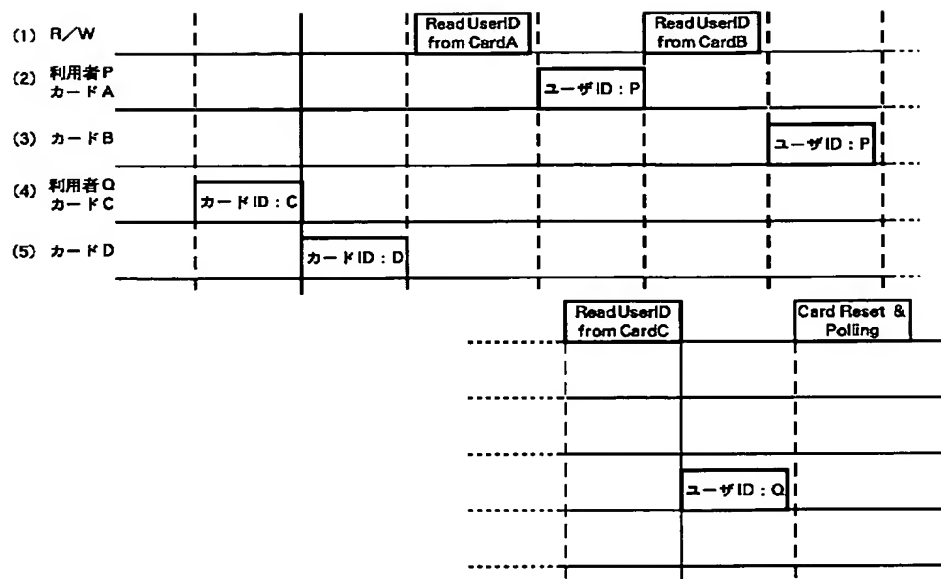 (1) R/W
Read UserID
from CardA
Read UserID
from CardB
(2) 利用者P
カードA
ユーザID:P
(3) カードB
ユーザID:P
(4) 利用者Q
カードC
カードID:C
(5) カードD
カードID:D
Read UserID
from CardC
Card Reset &
Polling
ユーザID:Q